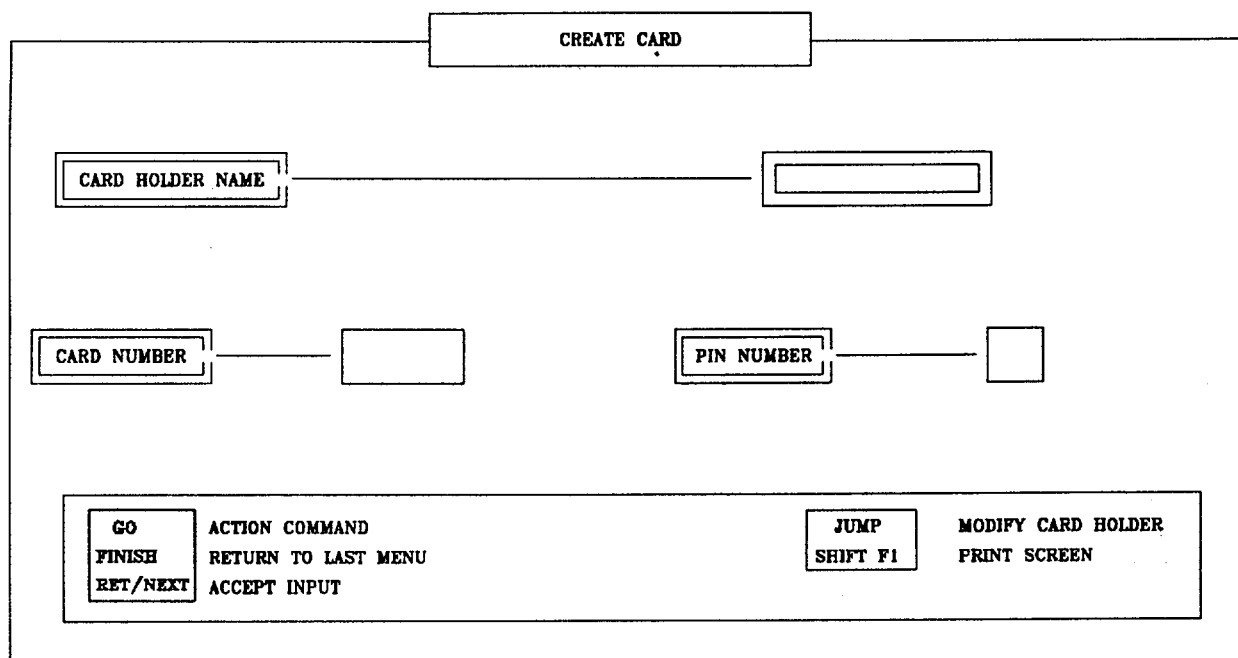 CREATE CARD
CARD HOLDER NAME
CARD NUMBER
PIN NUMBER
GO ACTION COMMAND
FINISH RETURN TO LAST MENU
RET/NEXT ACCEPT INPUT
JUMP MODIFY CARD HOLDER
SHIFT F1 PRINT SCREEN